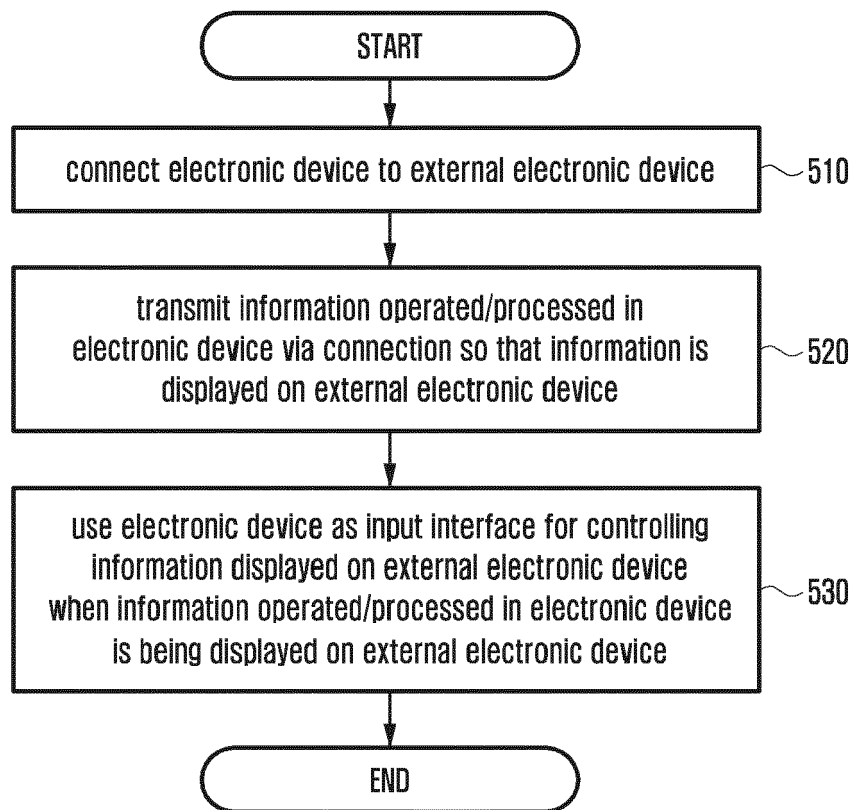 START
connect electronic device to external electronic device
510
transmit information operated/processed in
electronic device via connection so that information is
displayed on external electronic device
520
use electronic device as input interface for controlling
information displayed on external electronic device
when information operated/processed in electronic device
is being displayed on external electronic device
530
END